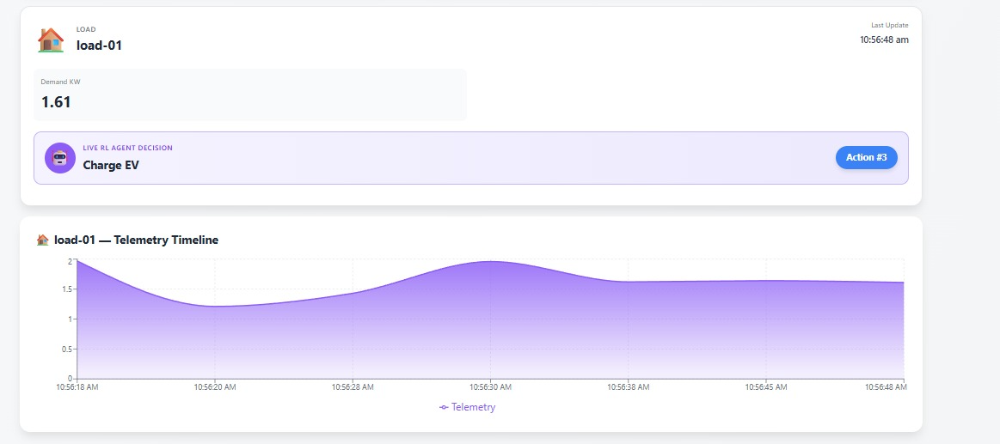 LOAD
load-01
Last Update
10:56:48 am
Demand KW
1.61
LIVE RL AGENT DECISION
Charge EV
Action #3
load-01 — Telemetry Timeline
2
1.5
1
0.5
0
10:56:18 AM 10:56:20 AM 10:56:28 AM 10:56:30 AM 10:56:38 AM 10:56:45 AM 10:56:48 AM
Telemetry